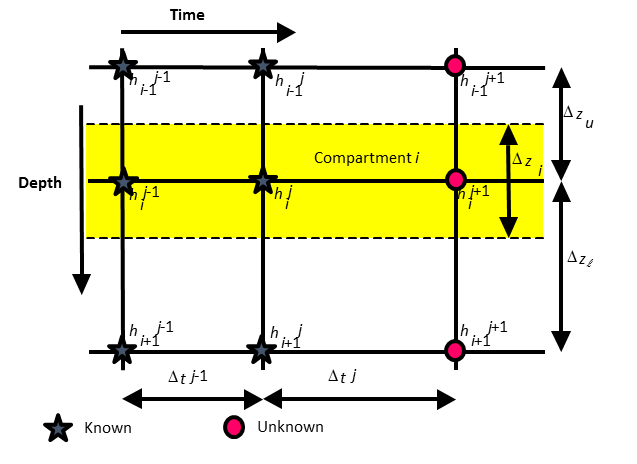 Time
h i-1 j-1
h i-1 j
h i-1 j+1
Δz u
Compartment i
Δz i
Depth
h i j-1
h i j
h i j+1
Δz ℓ
h i+1 j-1
h i+1 j
h i+1 j+1
Δt j-1
Δt j
Known
Unknown